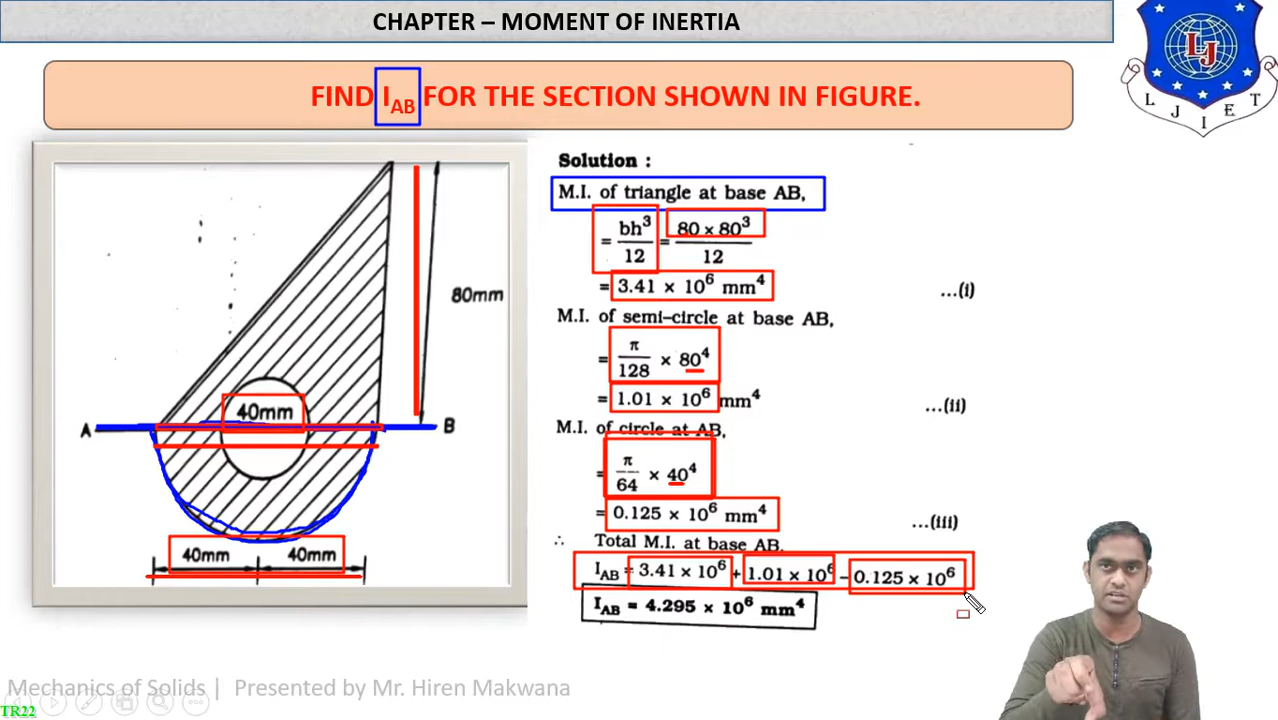 CHAPTER – MOMENT OF INERTIA
FIND I_AB FOR THE SECTION SHOWN IN FIGURE.
LJ
L J I E T
80mm
40mm
A
B
40mm 40mm
Solution :
M.I. of triangle at base AB,
= bh³/12 = 80 × 80³/12
= 3.41 × 10⁶ mm⁴ ...(i)
M.I. of semi-circle at base AB,
= π/128 × 80⁴
= 1.01 × 10⁶ mm⁴ ...(ii)
M.I. of circle at AB,
= π/64 × 40⁴
= 0.125 × 10⁶ mm⁴ ...(iii)
∴ Total M.I. at base AB,
I_AB = 3.41 × 10⁶ + 1.01 × 10⁶ – 0.125 × 10⁶
I_AB = 4.295 × 10⁶ mm⁴
Mechanics of Solids | Presented by Mr. Hiren Makwana
TR22